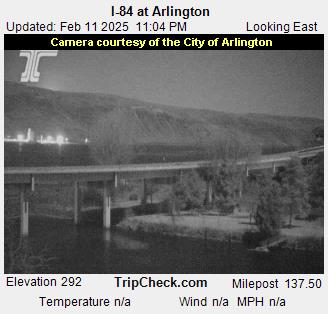 I-84 at Arlington
Updated: Feb 11 2025 11:04 PM Looking East
Camera courtesy of the City of Arlington
Elevation 292 TripCheck.com Milepost 137.50
Temperature n/a Wind n/a MPH n/a